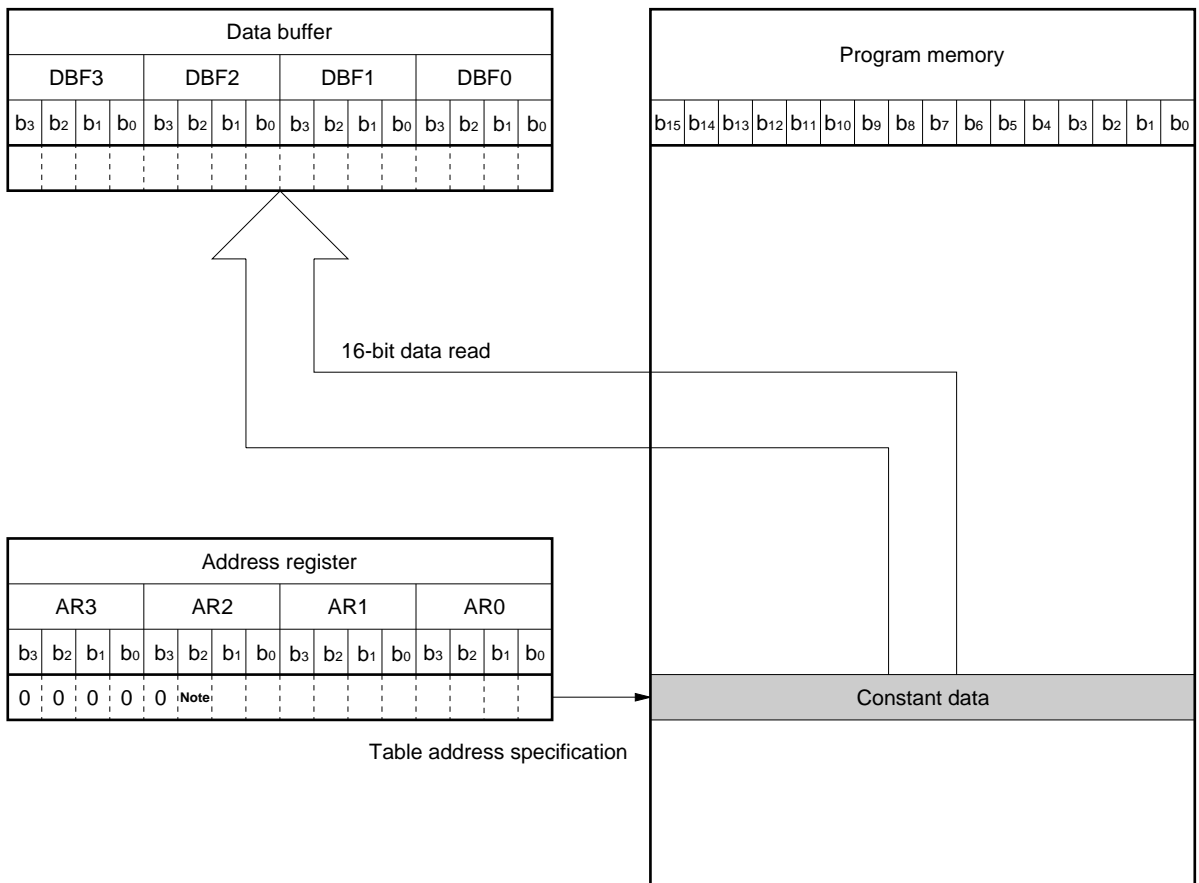 Data buffer
DBF3 DBF2 DBF1 DBF0
b3 b2 b1 b0 b3 b2 b1 b0 b3 b2 b1 b0 b3 b2 b1 b0
Program memory
b15 b14 b13 b12 b11 b10 b9 b8 b7 b6 b5 b4 b3 b2 b1 b0
16-bit data read
Address register
AR3 AR2 AR1 AR0
b3 b2 b1 b0 b3 b2 b1 b0 b3 b2 b1 b0 b3 b2 b1 b0
0 0 0 0 0 Note
Constant data
Table address specification